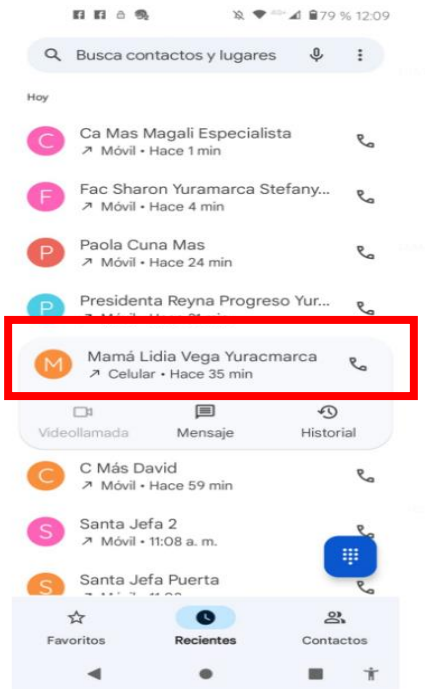 79 % 12:09
Busca contactos y lugares
Hoy
C
Ca Mas Magali Especialista
Móvil • Hace 1 min
F
Fac Sharon Yuramarca Stefany...
Móvil • Hace 4 min
P
Paola Cuna Mas
Móvil • Hace 24 min
P
Presidenta Reyna Progreso Yur...
M
Mamá Lidia Vega Yuracmarca
Celular • Hace 35 min
Videollamada Mensaje Historial
C
C Más David
Móvil • Hace 59 min
S
Santa Jefa 2
Móvil • 11:08 a. m.
S
Santa Jefa Puerta
Favoritos Recientes Contactos